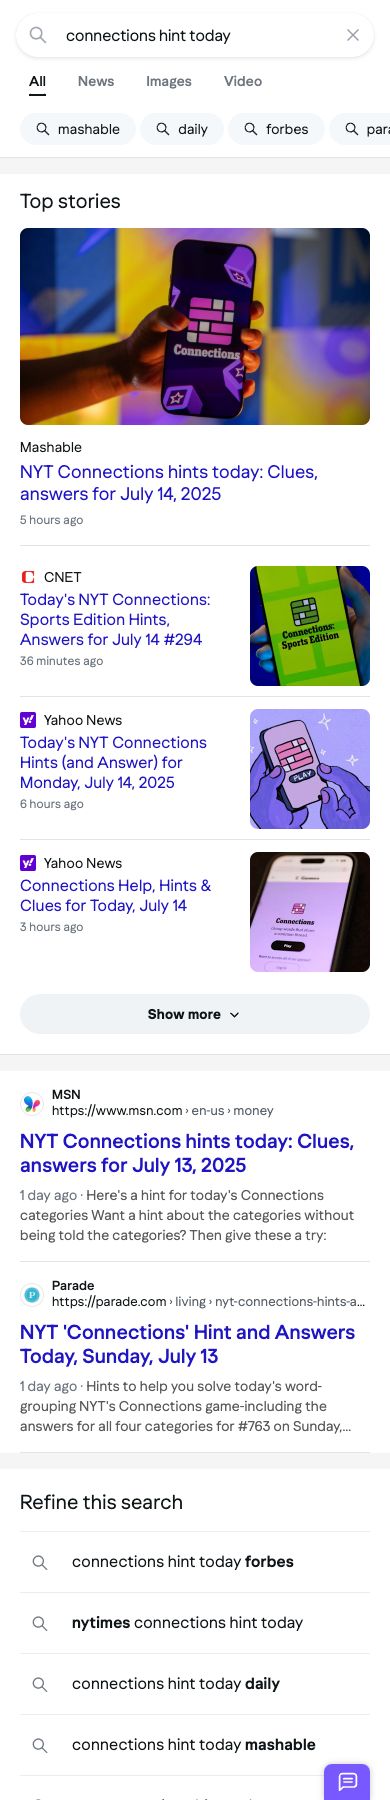 connections hint today
All News Images Video
mashable daily forbes para
Top stories
Connections
Mashable
NYT Connections hints today: Clues,
answers for July 14, 2025
5 hours ago
CNET
Today's NYT Connections:
Sports Edition Hints,
Answers for July 14 #294
36 minutes ago
Connections:
Sports Edition
Yahoo News
Today's NYT Connections
Hints (and Answer) for
Monday, July 14, 2025
6 hours ago
PLAY
Yahoo News
Connections Help, Hints &
Clues for Today, July 14
3 hours ago
Connections
Group words that share
a common thread.
Play
Show more
MSN
https://www.msn.com › en-us › money
NYT Connections hints today: Clues,
answers for July 13, 2025
1 day ago · Here's a hint for today's Connections
categories Want a hint about the categories without
being told the categories? Then give these a try:
P
Parade
https://parade.com › living › nyt-connections-hints-a...
NYT 'Connections' Hint and Answers
Today, Sunday, July 13
1 day ago · Hints to help you solve today's word-
grouping NYT's Connections game-including the
answers for all four categories for #763 on Sunday,...
Refine this search
connections hint today forbes
nytimes connections hint today
connections hint today daily
connections hint today mashable